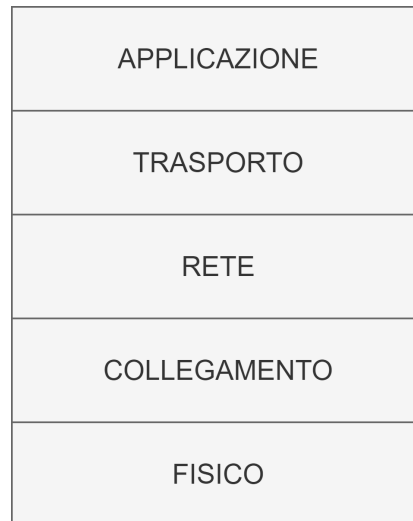 APPLICAZIONE
TRASPORTO
RETE
COLLEGAMENTO
FISICO